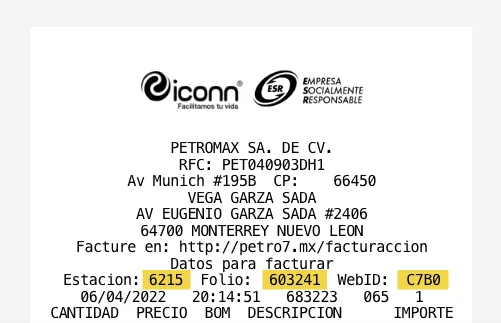 iconn®
Facilitamos tu vida
ESR
EMPRESA
SOCIALMENTE
RESPONSABLE
PETROMAX SA. DE CV.
RFC: PET040903DH1
Av Munich #195B CP: 66450
VEGA GARZA SADA
AV EUGENIO GARZA SADA #2406
64700 MONTERREY NUEVO LEON
Facture en: http://petro7.mx/facturaccion
Datos para facturar
Estacion: 6215 Folio: 603241 WebID: C7B0
06/04/2022 20:14:51 683223 065 1
CANTIDAD PRECIO BOM DESCRIPCION IMPORTE